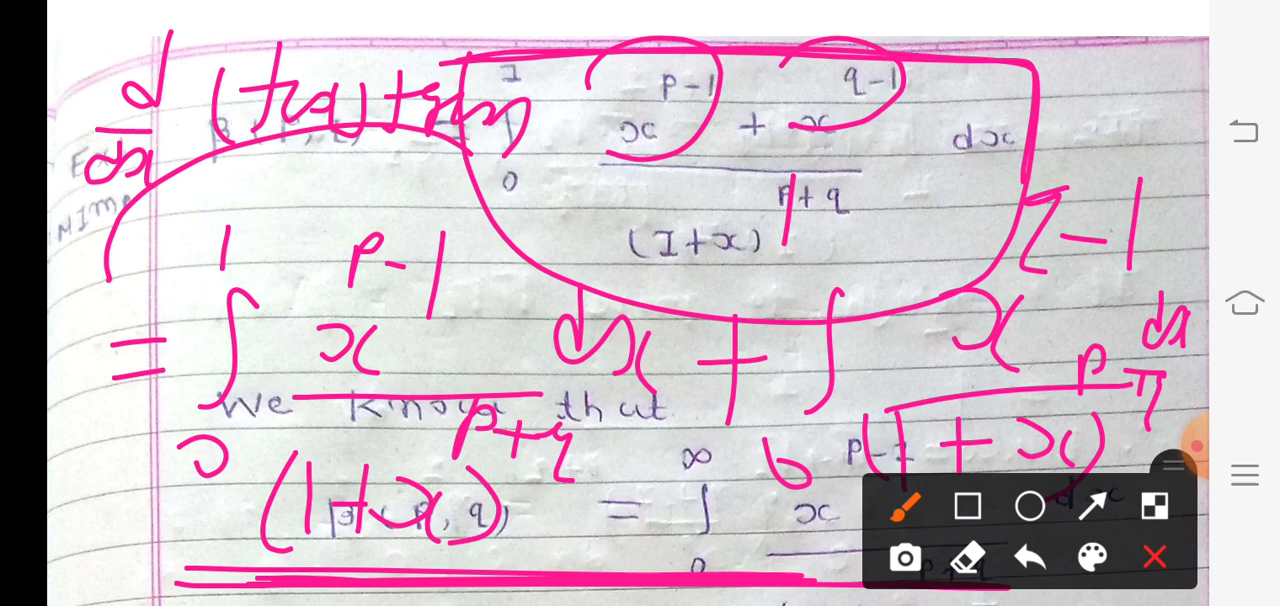 1 p-1 q-1
β(p, q) = ∫ x + x dx
0 p+q
(1+x)
d/dx
1 p-1 q-1
= ∫ x dx + ∫ x dx
We know that
0 (1+x) p+q 0 (1+x) p+q
∞ p-1
β(p, q) = ∫ x dx
0 p+q